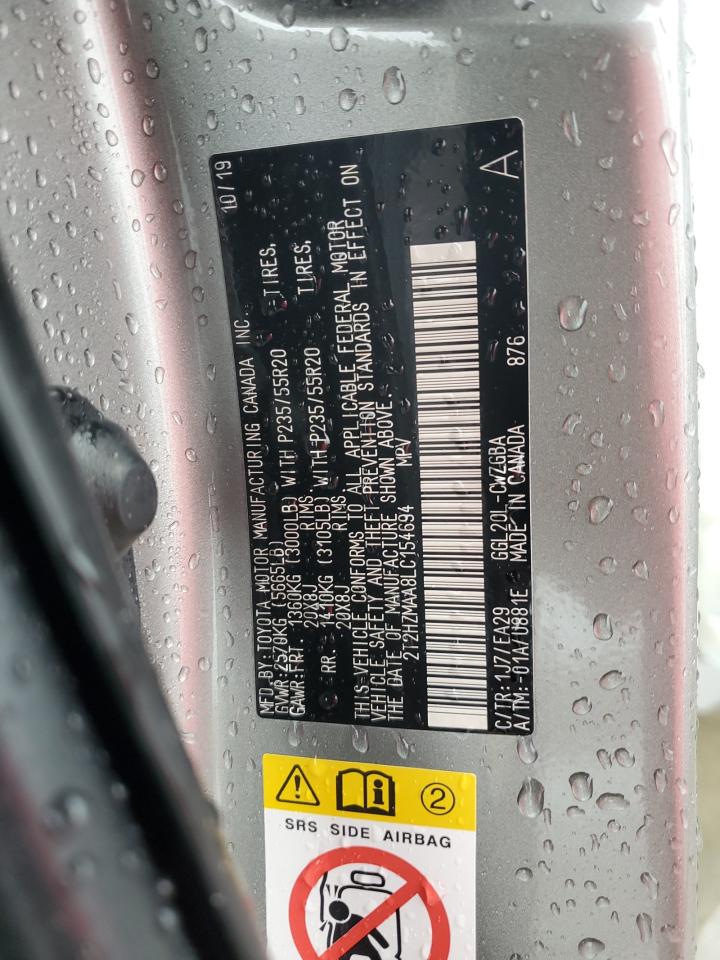 MFD.BY:TOYOTA MOTOR MANUFACTURING CANADA INC. 10/19
GVWR:2570KG (5665LB)
GAWR:FRT. 1360KG (3000LB) WITH P235/55R20 -TIRES,
20X8J RIMS,
RR. 1410KG (3105LB) WITH P235/55R20 TIRES,
20X8J RIMS,
THIS VEHICLE CONFORMS TO ALL APPLICABLE FEDERAL MOTOR
VEHICLE SAFETY AND THEFT PREVENTION STANDARDS IN EFFECT ON
THE DATE OF MANUFACTURE SHOWN ABOVE.
2T2HZMAA8LC154694 MPV
C/TR:1J7/EA29 GGL20L-CWZGBA
A/TM:-01A/U881E MADE IN CANADA 876 A
2
SRS SIDE AIRBAG